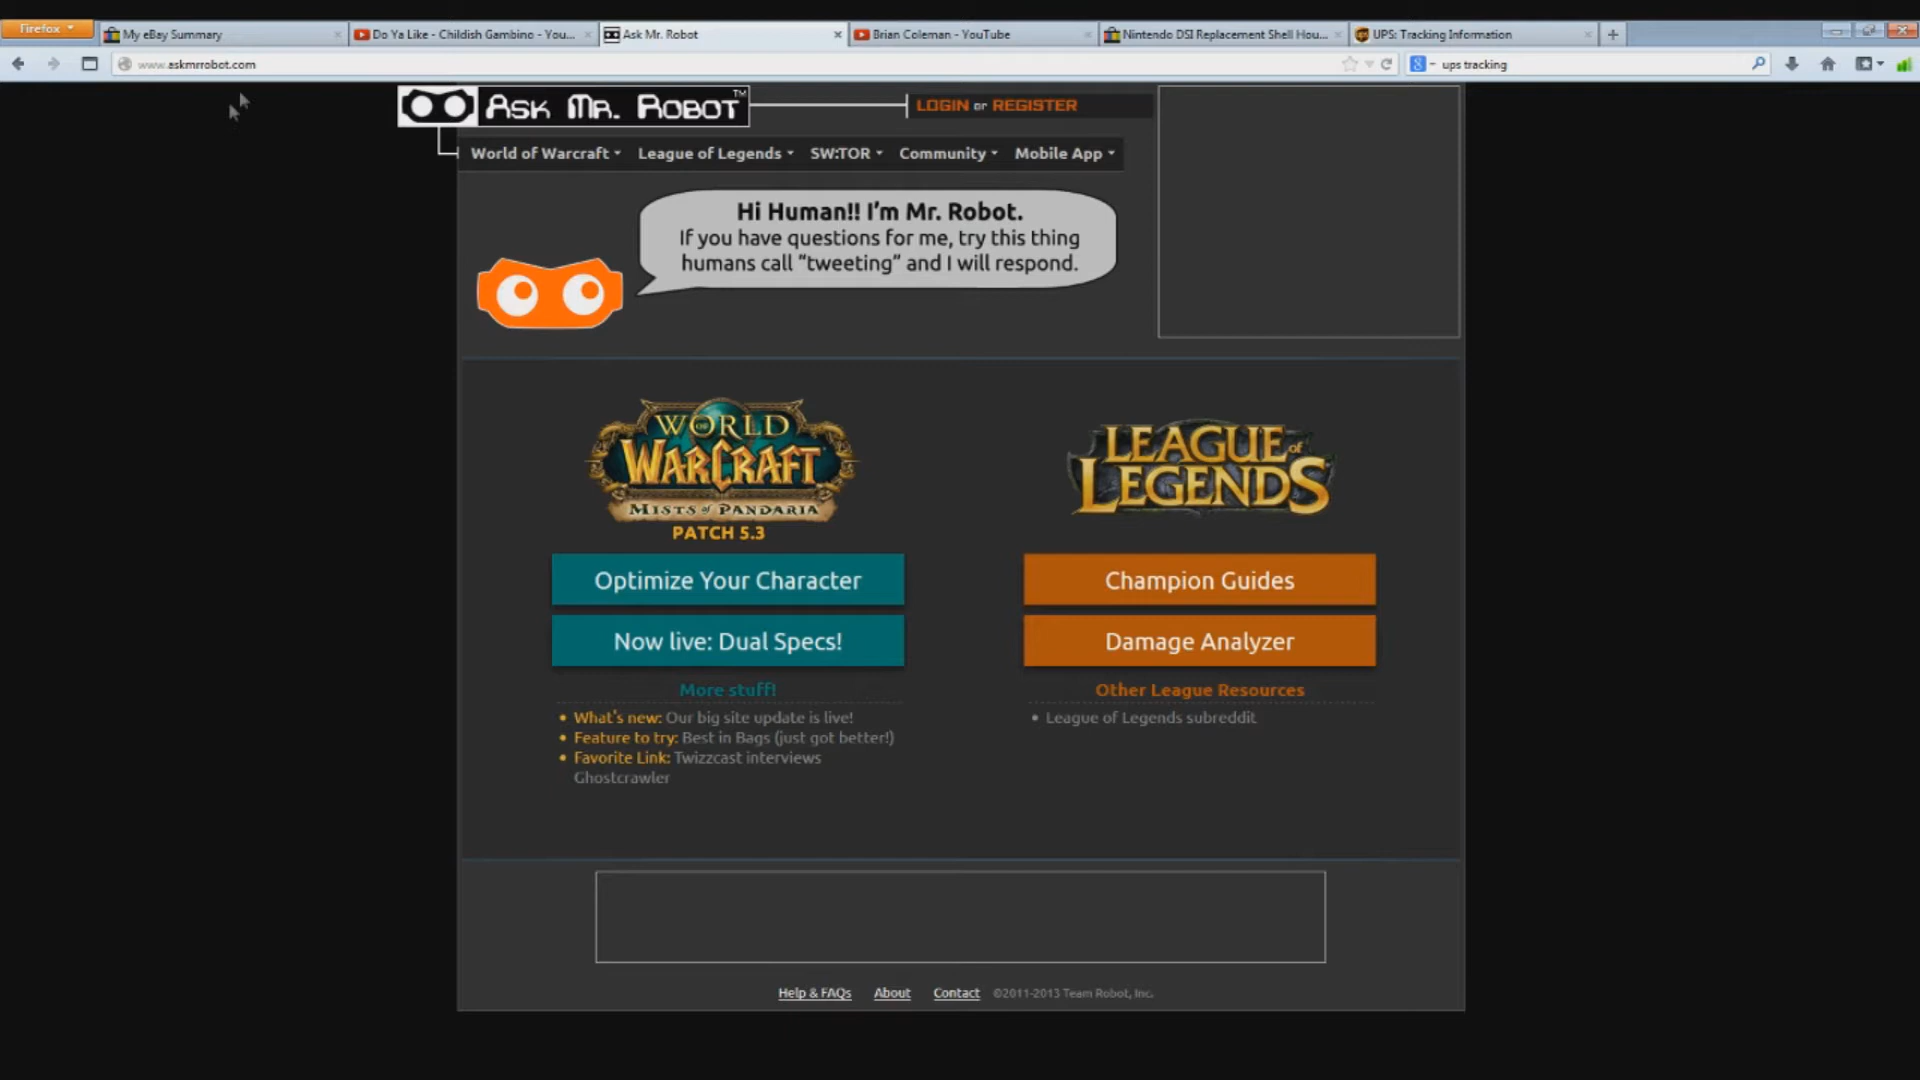 Firefox
My eBay Summary
Do Ya Like - Childish Gambino - You...
Ask Mr. Robot
Brian Coleman - YouTube
Nintendo DSI Replacement Shell Hou...
UPS: Tracking Information
www.askmrrobot.com
ups tracking
ASK MR. ROBOT™
LOGIN or REGISTER
World of Warcraft
League of Legends
SW:TOR
Community
Mobile App
Hi Human!! I'm Mr. Robot.
If you have questions for me, try this thing
humans call “tweeting” and I will respond.
WORLD OF
WARCRAFT
MISTS of PANDARIA
PATCH 5.3
LEAGUE of
LEGENDS
Optimize Your Character
Champion Guides
Now live: Dual Specs!
Damage Analyzer
More stuff!
Other League Resources
• What's new: Our big site update is live!
• League of Legends subreddit
• Feature to try: Best in Bags (just got better!)
• Favorite Link: Twizzcast interviews
Ghostcrawler
Help & FAQs About Contact ©2011-2013 Team Robot, Inc.